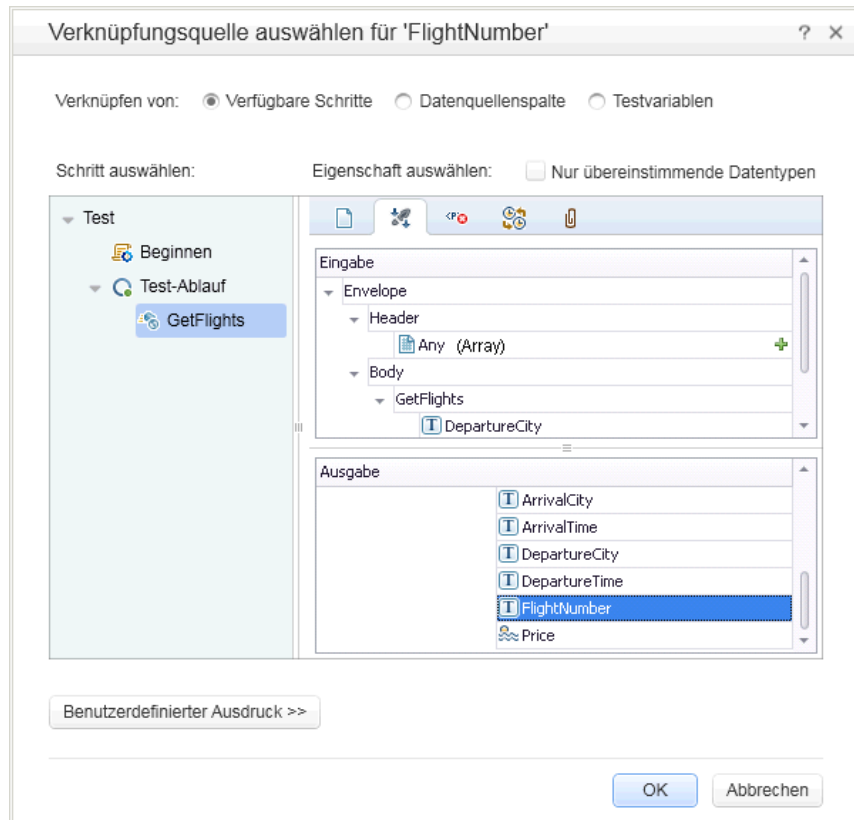 Verknüpfungsquelle auswählen für 'FlightNumber'
Verknüpfen von: Verfügbare Schritte Datenquellenspalte Testvariablen
Schritt auswählen: Eigenschaft auswählen: Nur übereinstimmende Datentypen
Test
Beginnen
Test-Ablauf
GetFlights
<P>
Eingabe
Envelope
Header
Any (Array)
Body
GetFlights
DepartureCity
Ausgabe
ArrivalCity
ArrivalTime
DepartureCity
DepartureTime
FlightNumber
Price
Benutzerdefinierter Ausdruck >>
OK Abbrechen